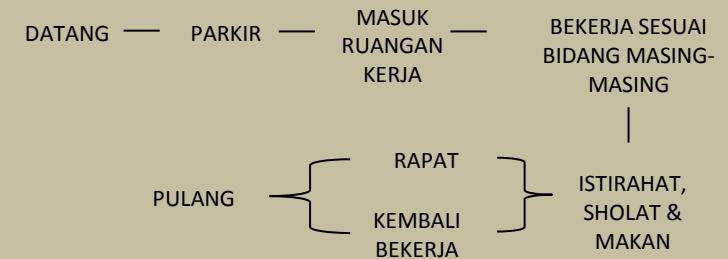 DATANG
PARKIR
MASUK
RUANGAN
KERJA
BEKERJA SESUAI
BIDANG MASING-
MASING
ISTIRAHAT,
SHOLAT &
MAKAN
RAPAT
KEMBALI
BEKERJA
PULANG